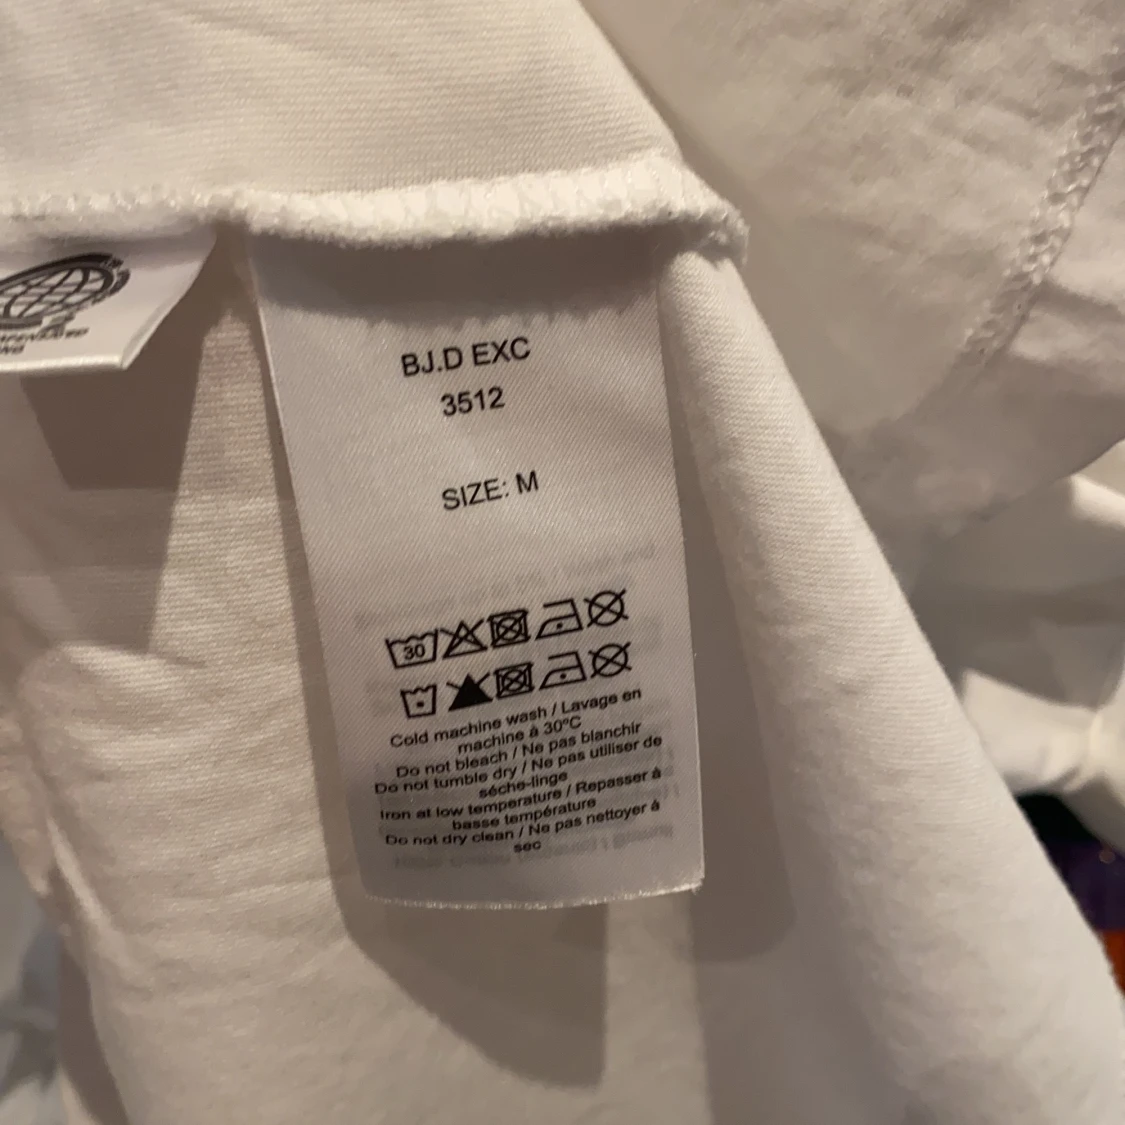 BJ.D EXC
3512
SIZE: M
30
Cold machine wash / Lavage en
machine à 30°C
Do not bleach / Ne pas blanchir
Do not tumble dry / Ne pas utiliser de
séche-linge
Iron at low temperature / Repasser à
basse température
Do not dry clean / Ne pas nettoyer à
sec